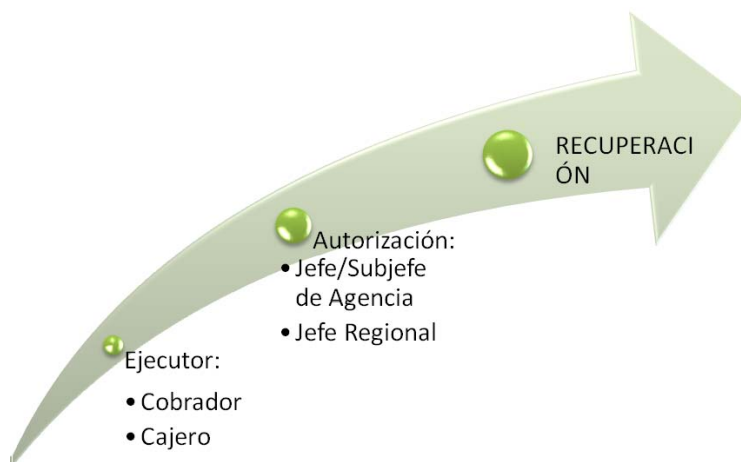 RECUPERACI
ÓN
Autorización:
• Jefe/Subjefe
de Agencia
• Jefe Regional
Ejecutor:
• Cobrador
• Cajero